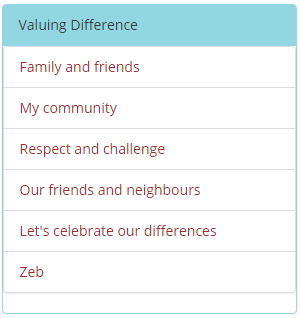 Valuing Difference
Family and friends
My community
Respect and challenge
Our friends and neighbours
Let's celebrate our differences
Zeb